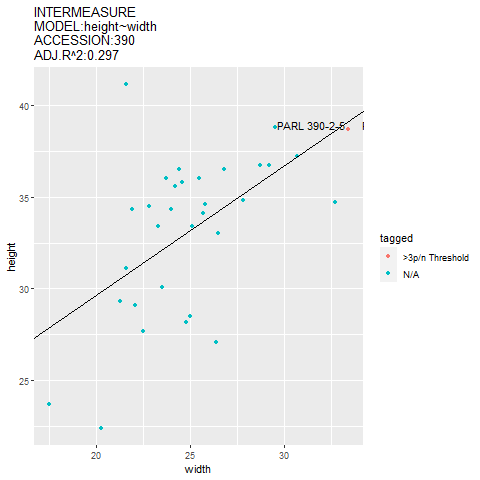 INTERMEASURE
MODEL:height~width
ACCESSION:390
ADJ.R^2:0.297
40
35
30
25
height
PARL 390-2-5
20
25
30
width
tagged
>3p/n Threshold
N/A